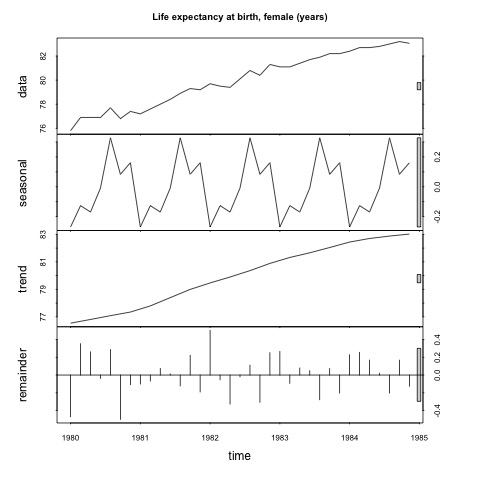 Life expectancy at birth, female (years)
data
76 78 80 82
seasonal
-0.2 0.0 0.2
trend
77 79 81 83
remainder
-0.4 0.0 0.2 0.4
1980 1981 1982 1983 1984 1985
time